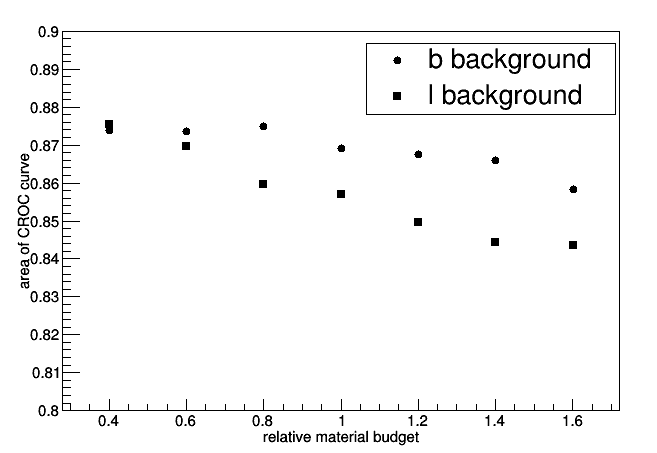 0.9
0.89
0.88
0.87
0.86
0.85
0.84
0.83
0.82
0.81
0.8
area of CROC curve
b background
l background
0.4 0.6 0.8 1 1.2 1.4 1.6
relative material budget